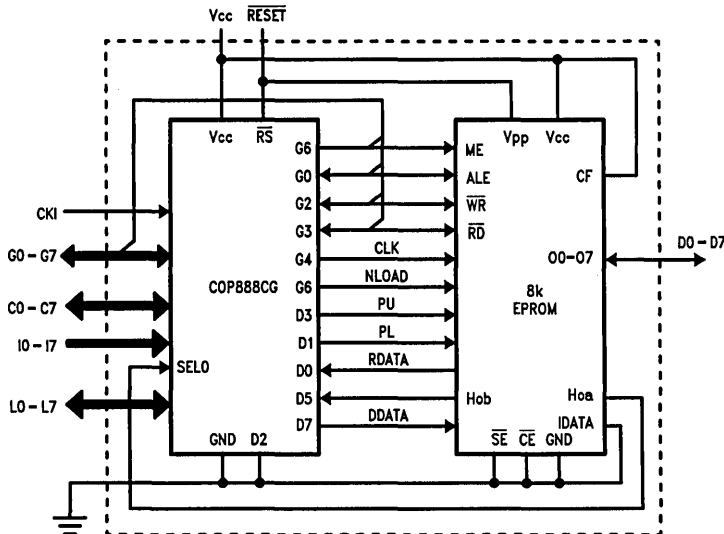 Vcc RESET
Vcc RS
Vpp Vcc
G6 ME
G0 ALE
CF
G2 WR
CKI
G3 RD
G0-G7
G4 CLK
00-07
D0-D7
COP888CG
G6 NLOAD
8k
EPROM
C0-C7
D3 PU
I0-I7
D1 PL
SEL0
D0 RDATA
L0-L7
D5 Hob
Hoa
D7 DDATA
IDATA
GND D2
SE CE GND